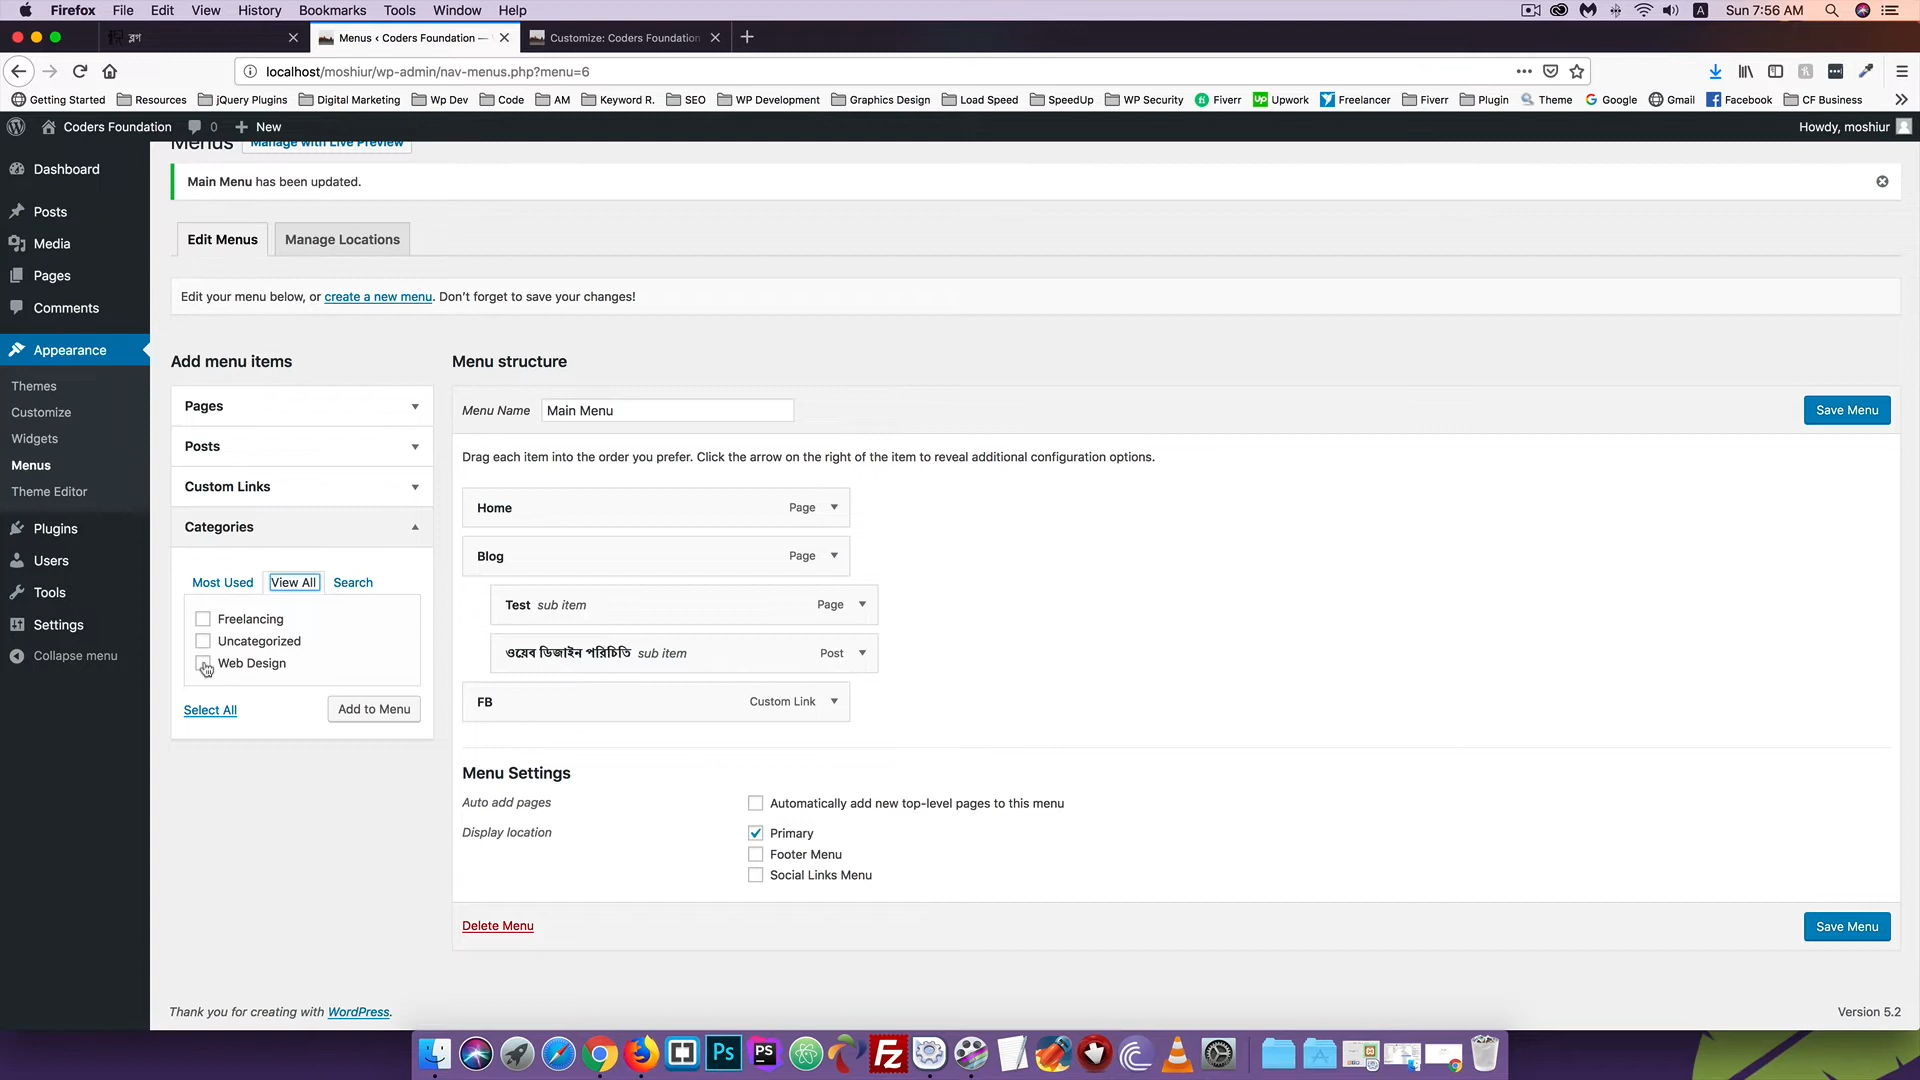 Firefox File Edit View History Bookmarks Tools Window Help Sun 7:56 AM
ব্লগ Menus ‹ Coders Foundation — Customize: Coders Foundation
localhost/moshiur/wp-admin/nav-menus.php?menu=6
Getting Started Resources jQuery Plugins Digital Marketing Wp Dev Code AM Keyword R. SEO WP Development Graphics Design Load Speed SpeedUp WP Security Fiverr Upwork Freelancer Fiverr Plugin Theme Google Gmail Facebook CF Business
Coders Foundation 0 New Howdy, moshiur
Menus Manage with Live Preview
Dashboard
Posts
Media
Pages
Comments
Appearance
Themes
Customize
Widgets
Menus
Theme Editor
Plugins
Users
Tools
Settings
Collapse menu
Main Menu has been updated.
Edit Menus Manage Locations
Edit your menu below, or create a new menu. Don’t forget to save your changes!
Add menu items
Pages
Posts
Custom Links
Categories
Most Used View All Search
Freelancing
Uncategorized
Web Design
Select All Add to Menu
Menu structure
Menu Name Main Menu Save Menu
Drag each item into the order you prefer. Click the arrow on the right of the item to reveal additional configuration options.
Home Page
Blog Page
Test sub item Page
ওয়েব ডিজাইন পরিচিতি sub item Post
FB Custom Link
Menu Settings
Auto add pages Automatically add new top-level pages to this menu
Display location Primary
Footer Menu
Social Links Menu
Delete Menu Save Menu
Thank you for creating with WordPress. Version 5.2
Ps PS Fz